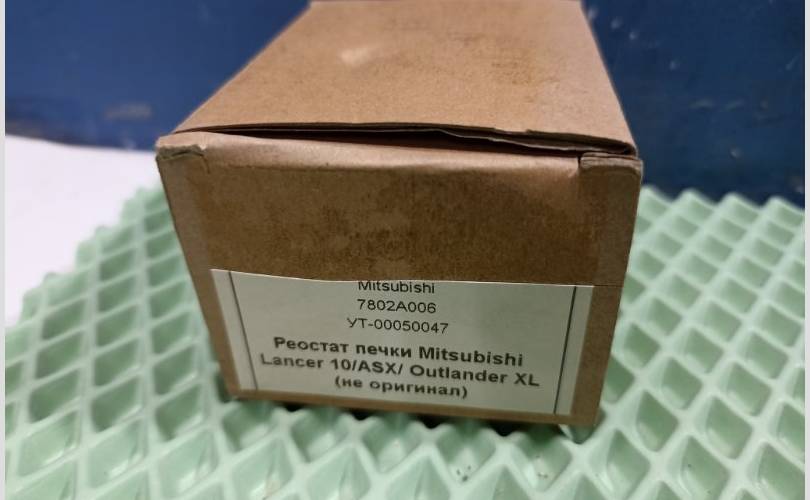 Mitsubishi
7802A006
УТ-00050047
Реостат печки Mitsubishi
Lancer 10/ASX/ Outlander XL
(не оригинал)